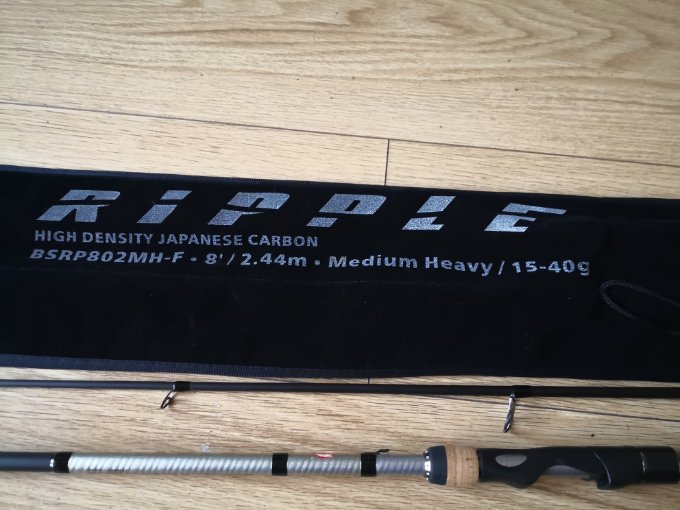 RiPPLE
HIGH DENSITY JAPANESE CARBON
BSRP802MH-F • 8' / 2.44m • Medium Heavy / 15-40g